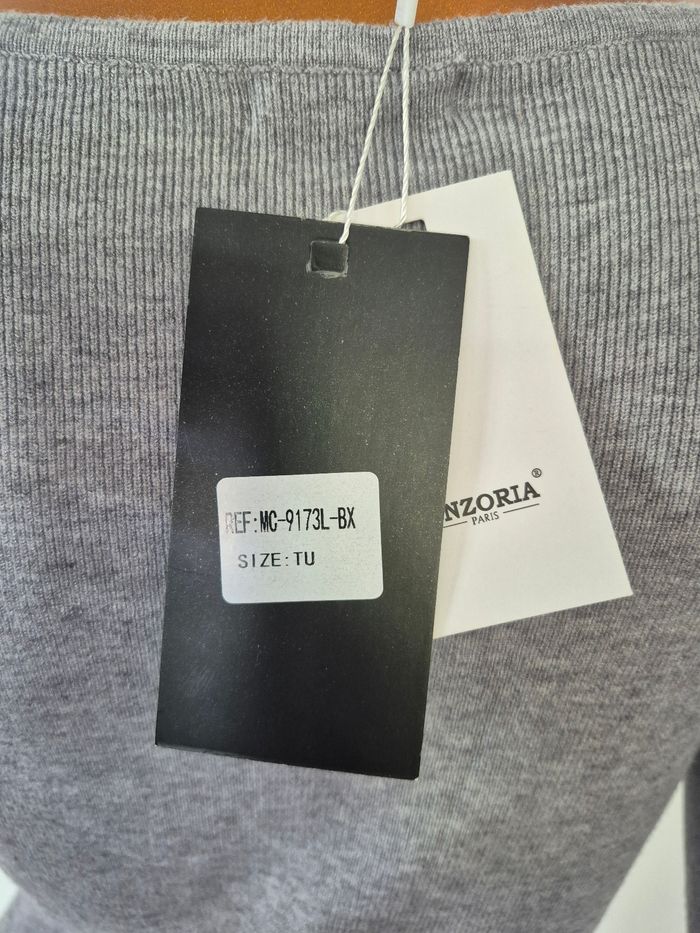 REF:MC-9173L-BX
SIZE:TU
NZORIA®
PARIS